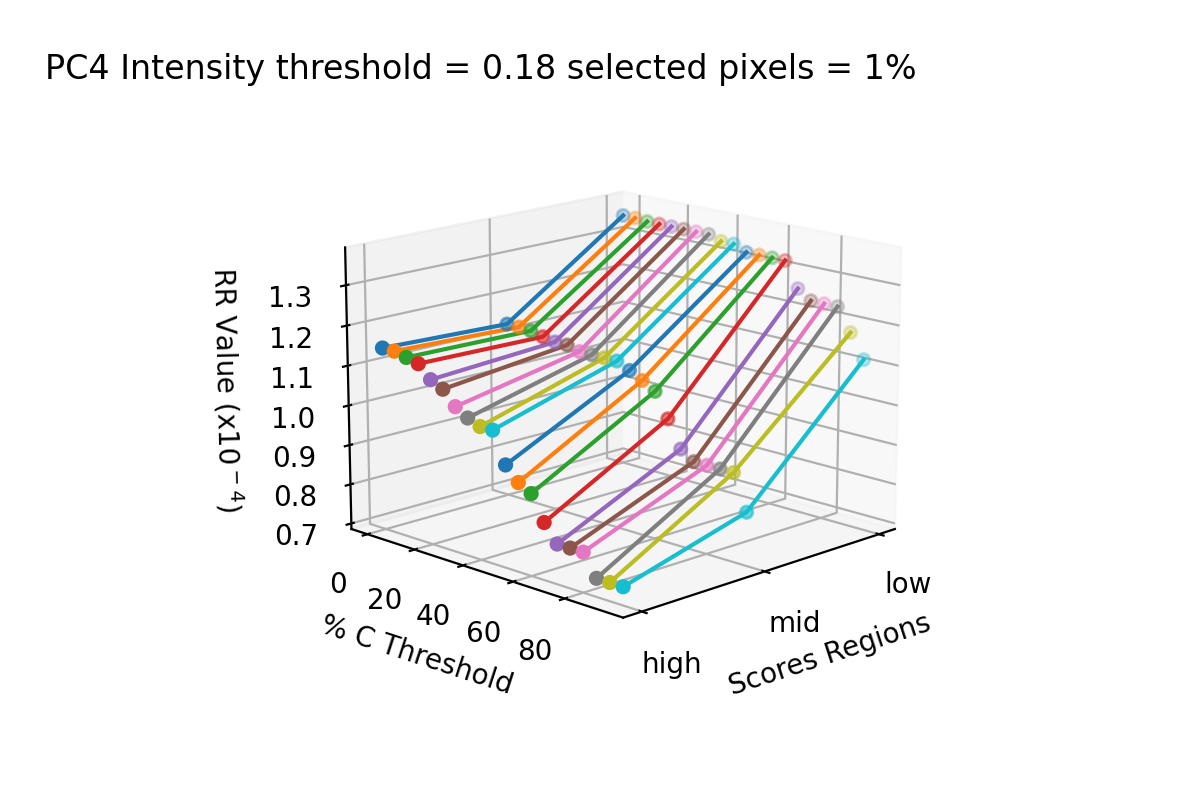 PC4 Intensity threshold = 0.18 selected pixels = 1%
RR Value (x10⁻⁴)
1.3
1.2
1.1
1.0
0.9
0.8
0.7
0
20
40
60
80
% C Threshold
high
mid
low
Scores Regions